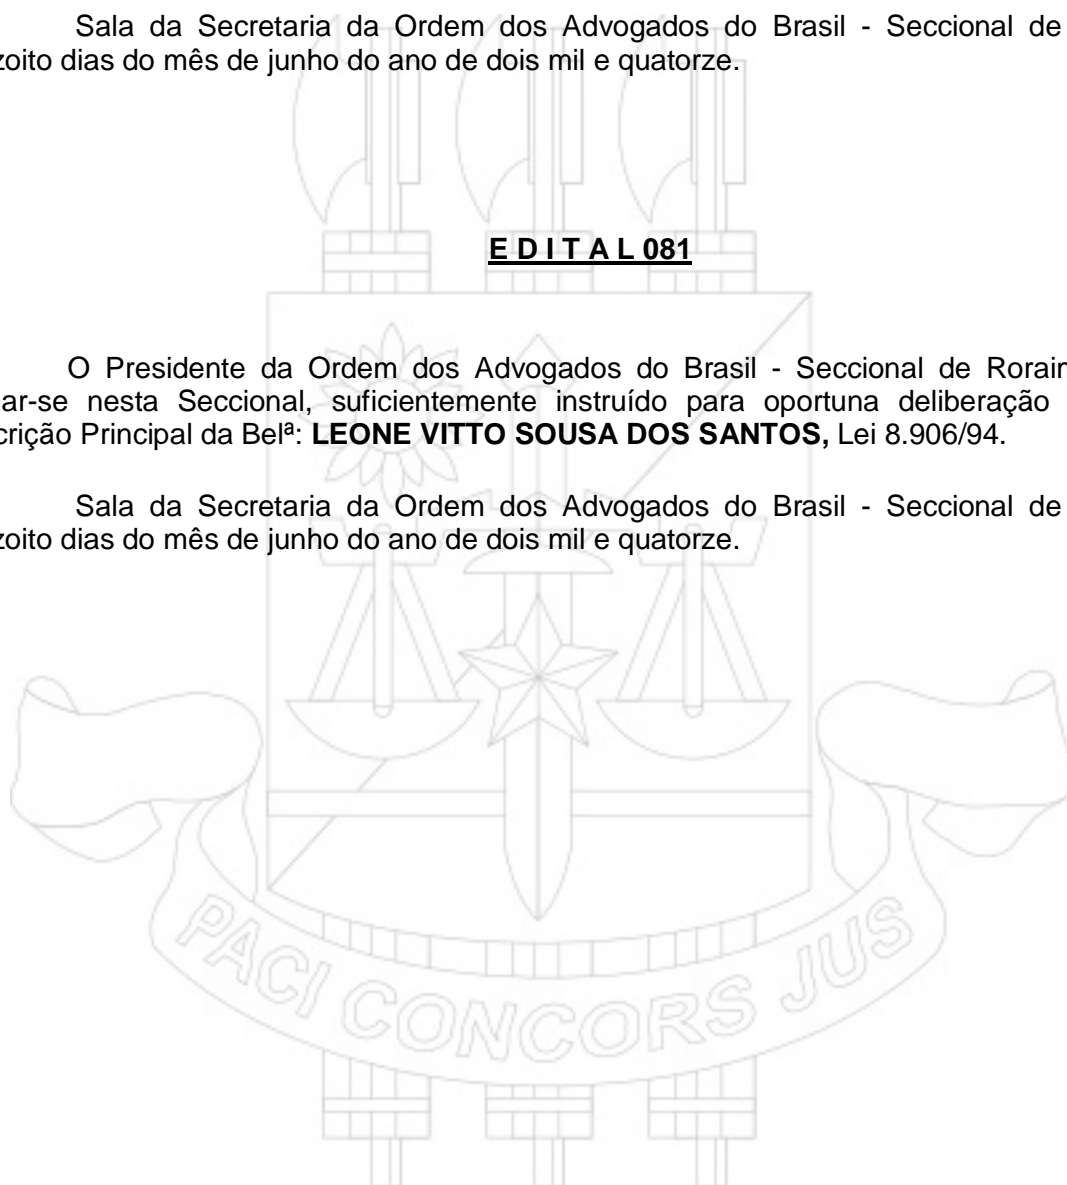 Sala da Secretaria da Ordem dos Advogados do Brasil - Seccional de
zoito dias do mês de junho do ano de dois mil e quatorze.
E D I T A L 081
O Presidente da Ordem dos Advogados do Brasil - Seccional de Rorain
ar-se nesta Seccional, suficientemente instruído para oportuna deliberação
crição Principal da Belª: LEONE VITTO SOUSA DOS SANTOS, Lei 8.906/94.
Sala da Secretaria da Ordem dos Advogados do Brasil - Seccional de
zoito dias do mês de junho do ano de dois mil e quatorze.
PACI CONCORS JUS